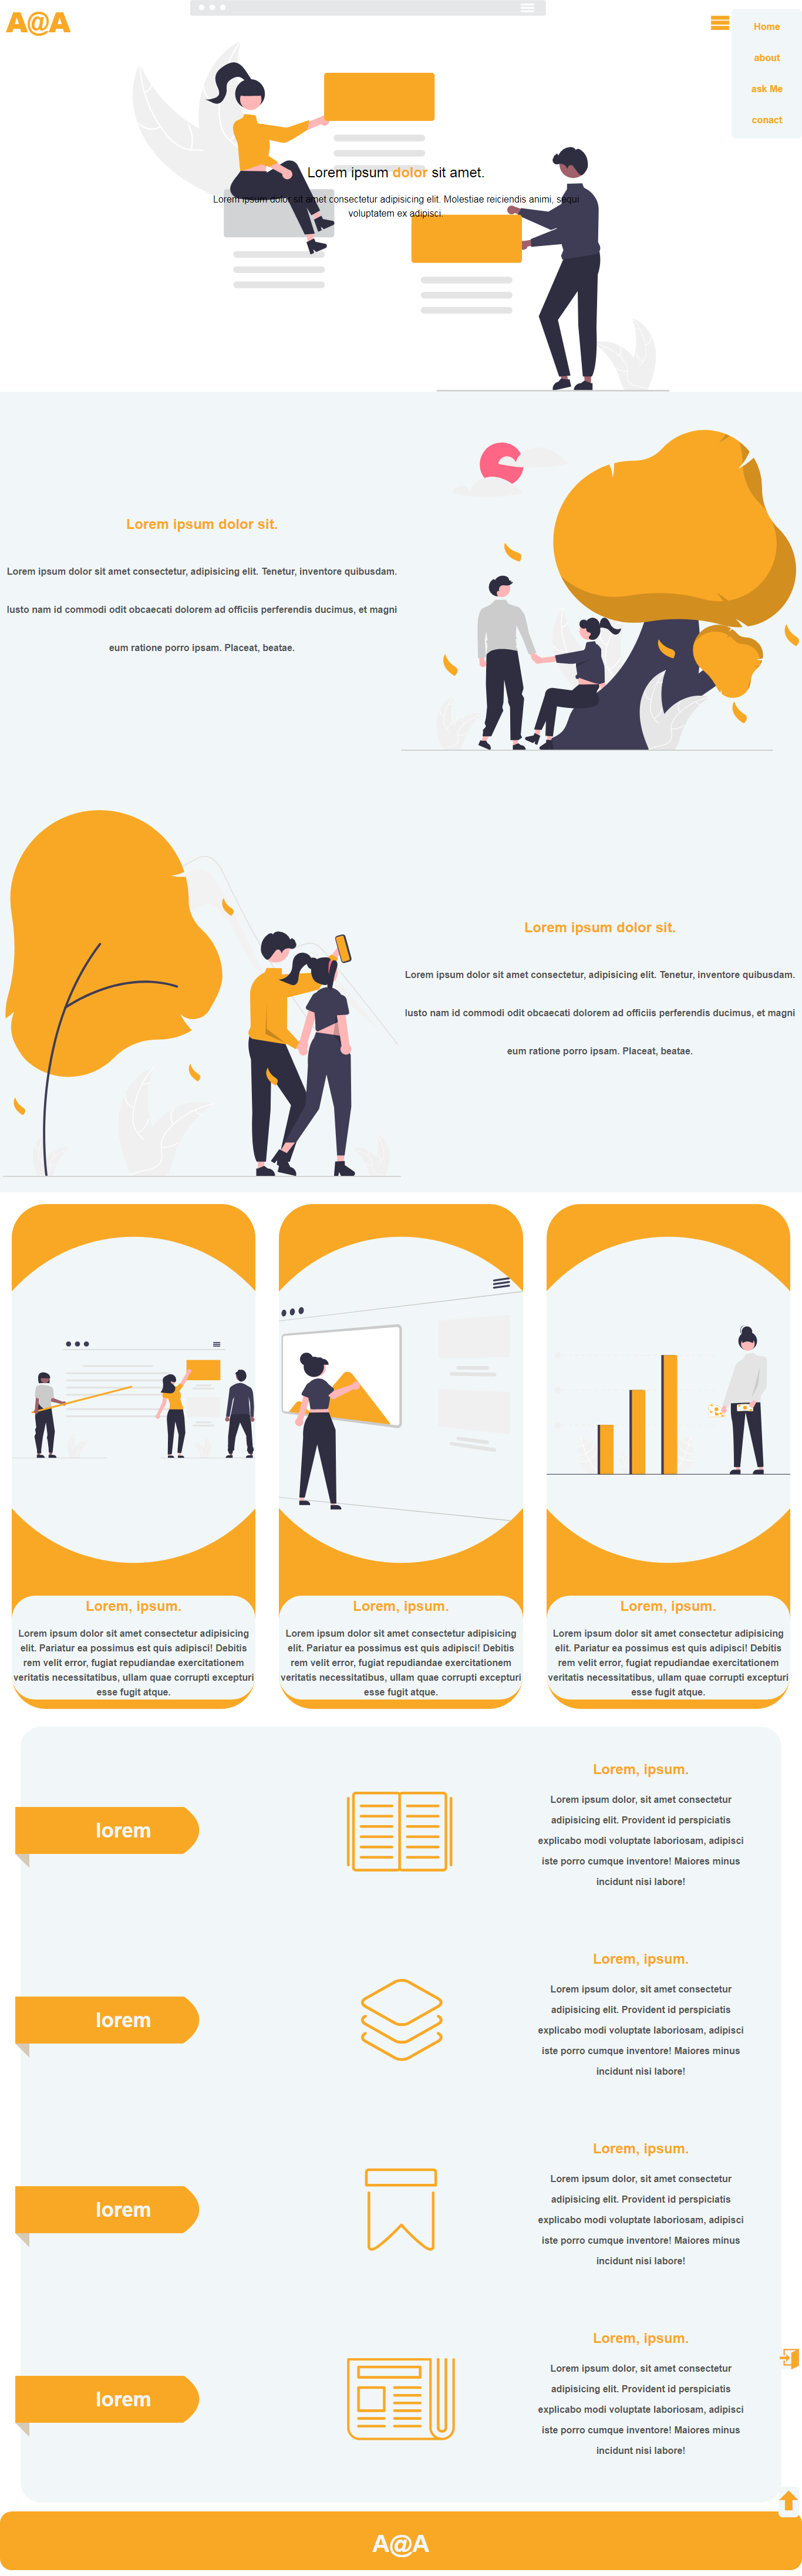 A@A
Home
about
ask Me
conact
Lorem ipsum dolor sit amet.
Lorem ipsum dolor sit amet consectetur adipisicing elit. Molestiae reiciendis animi, sequi
voluptatem ex adipisci.
Lorem ipsum dolor sit.
Lorem ipsum dolor sit amet consectetur, adipisicing elit. Tenetur, inventore quibusdam.
Iusto nam id commodi odit obcaecati dolorem ad officiis perferendis ducimus, et magni
eum ratione porro ipsam. Placeat, beatae.
Lorem ipsum dolor sit.
Lorem ipsum dolor sit amet consectetur, adipisicing elit. Tenetur, inventore quibusdam.
Iusto nam id commodi odit obcaecati dolorem ad officiis perferendis ducimus, et magni
eum ratione porro ipsam. Placeat, beatae.
Lorem, ipsum.
Lorem ipsum dolor sit amet consectetur adipisicing
elit. Pariatur ea possimus est quis adipisci! Debitis
rem velit error, fugiat repudiandae exercitationem
veritatis necessitatibus, ullam quae corrupti excepturi
esse fugit atque.
Lorem, ipsum.
Lorem ipsum dolor sit amet consectetur adipisicing
elit. Pariatur ea possimus est quis adipisci! Debitis
rem velit error, fugiat repudiandae exercitationem
veritatis necessitatibus, ullam quae corrupti excepturi
esse fugit atque.
Lorem, ipsum.
Lorem ipsum dolor sit amet consectetur adipisicing
elit. Pariatur ea possimus est quis adipisci! Debitis
rem velit error, fugiat repudiandae exercitationem
veritatis necessitatibus, ullam quae corrupti excepturi
esse fugit atque.
lorem
Lorem, ipsum.
Lorem ipsum dolor, sit amet consectetur
adipisicing elit. Provident id perspiciatis
explicabo modi voluptate laboriosam, adipisci
iste porro cumque inventore! Maiores minus
incidunt nisi labore!
lorem
Lorem, ipsum.
Lorem ipsum dolor, sit amet consectetur
adipisicing elit. Provident id perspiciatis
explicabo modi voluptate laboriosam, adipisci
iste porro cumque inventore! Maiores minus
incidunt nisi labore!
lorem
Lorem, ipsum.
Lorem ipsum dolor, sit amet consectetur
adipisicing elit. Provident id perspiciatis
explicabo modi voluptate laboriosam, adipisci
iste porro cumque inventore! Maiores minus
incidunt nisi labore!
lorem
Lorem, ipsum.
Lorem ipsum dolor, sit amet consectetur
adipisicing elit. Provident id perspiciatis
explicabo modi voluptate laboriosam, adipisci
iste porro cumque inventore! Maiores minus
incidunt nisi labore!
A@A